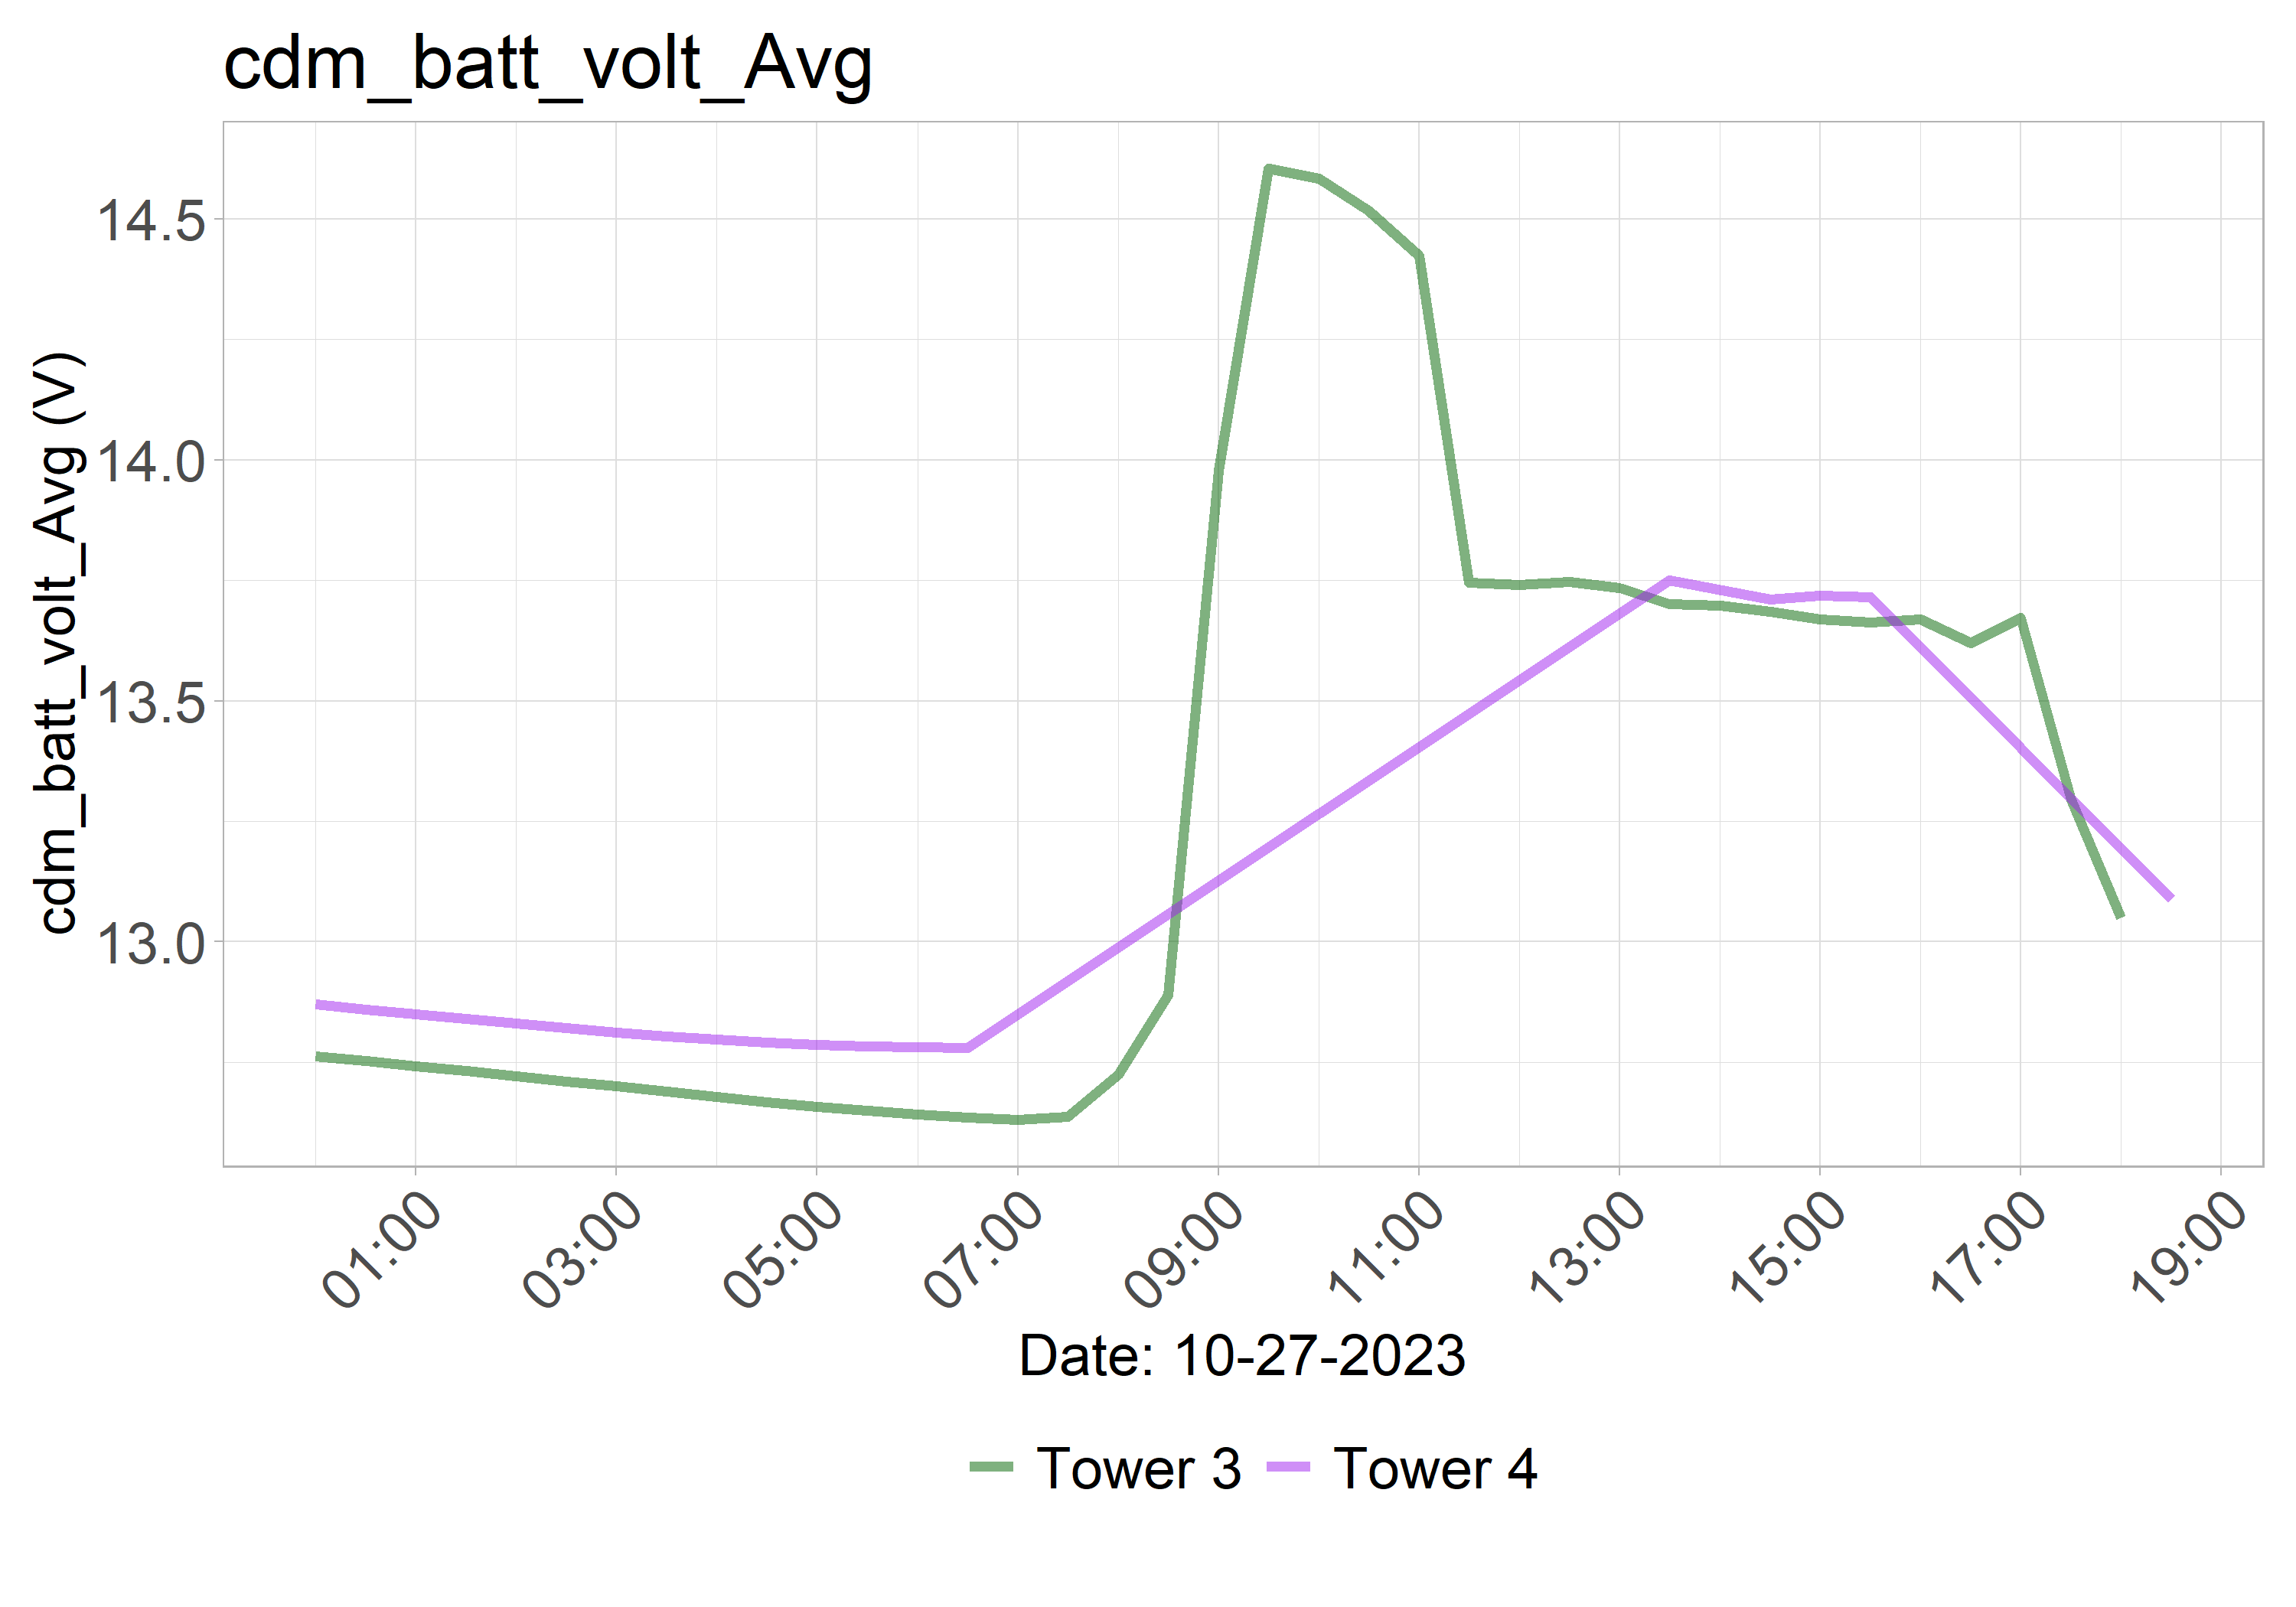 cdm_batt_volt_Avg
cdm_batt_volt_Avg (V)
14.5
14.0
13.5
13.0
01:00 03:00 05:00 07:00 09:00 11:00 13:00 15:00 17:00 19:00
Date: 10-27-2023
Tower 3 Tower 4